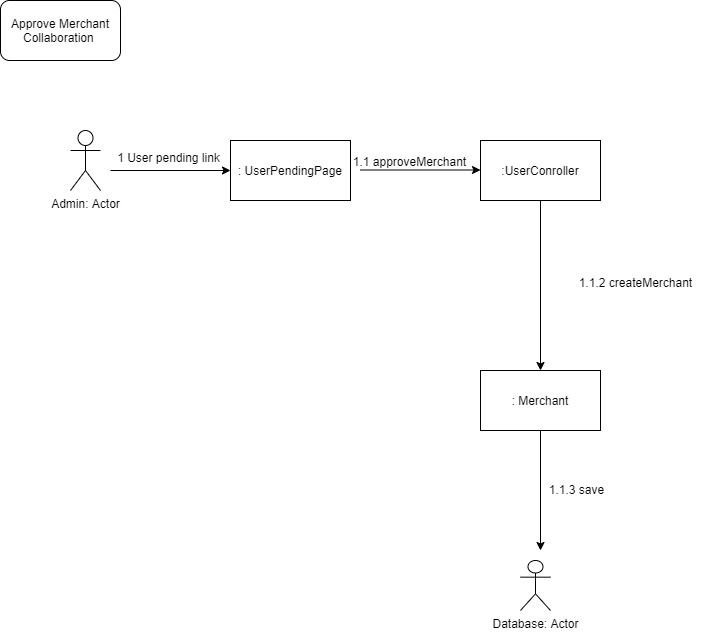 Approve Merchant
Collaboration
1 User pending link
: UserPendingPage
1.1 approveMerchant
:UserConroller
Admin: Actor
1.1.2 createMerchant
: Merchant
1.1.3 save
Database: Actor